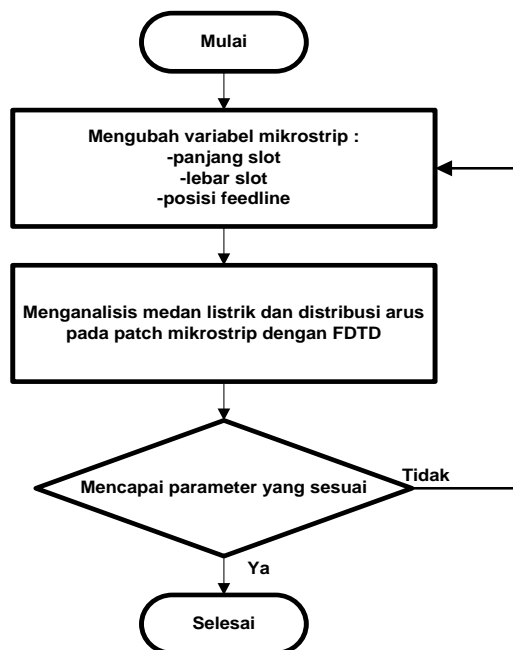 Mulai
Mengubah variabel mikrostrip :
-panjang slot
-lebar slot
-posisi feedline
Menganalisis medan listrik dan distribusi arus
pada patch mikrostrip dengan FDTD
Mencapai parameter yang sesuai
Tidak
Ya
Selesai